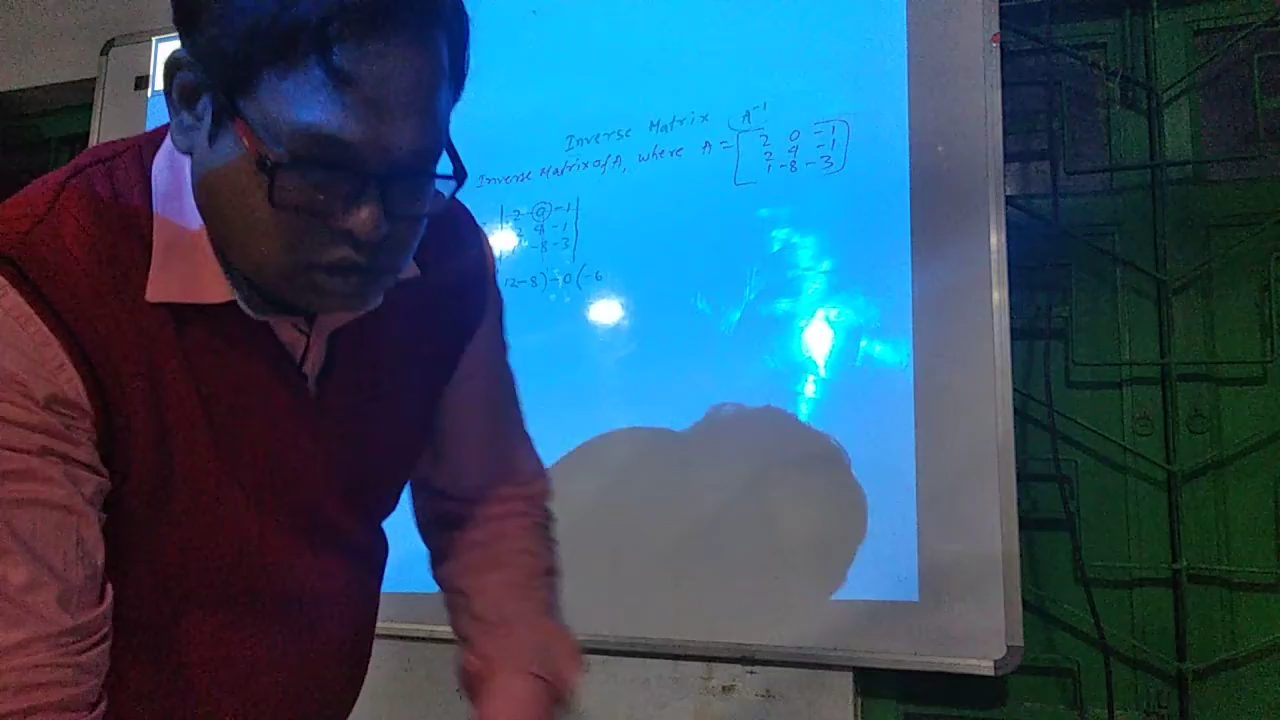 Inverse Matrix A⁻¹
Inverse Matrix of A, where A = [2 0 -1
2 4 -1
1 -8 -3]
|2 0 -1
2 4 -1
-8 -3|
12-8) - 0(-6